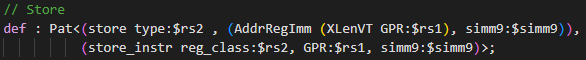 // Store
def : Pat<(store type:$rs2 , (AddrRegImm (XLenVT GPR:$rs1), simm9:$simm9)),
(store_instr reg_class:$rs2, GPR:$rs1, simm9:$simm9)>;